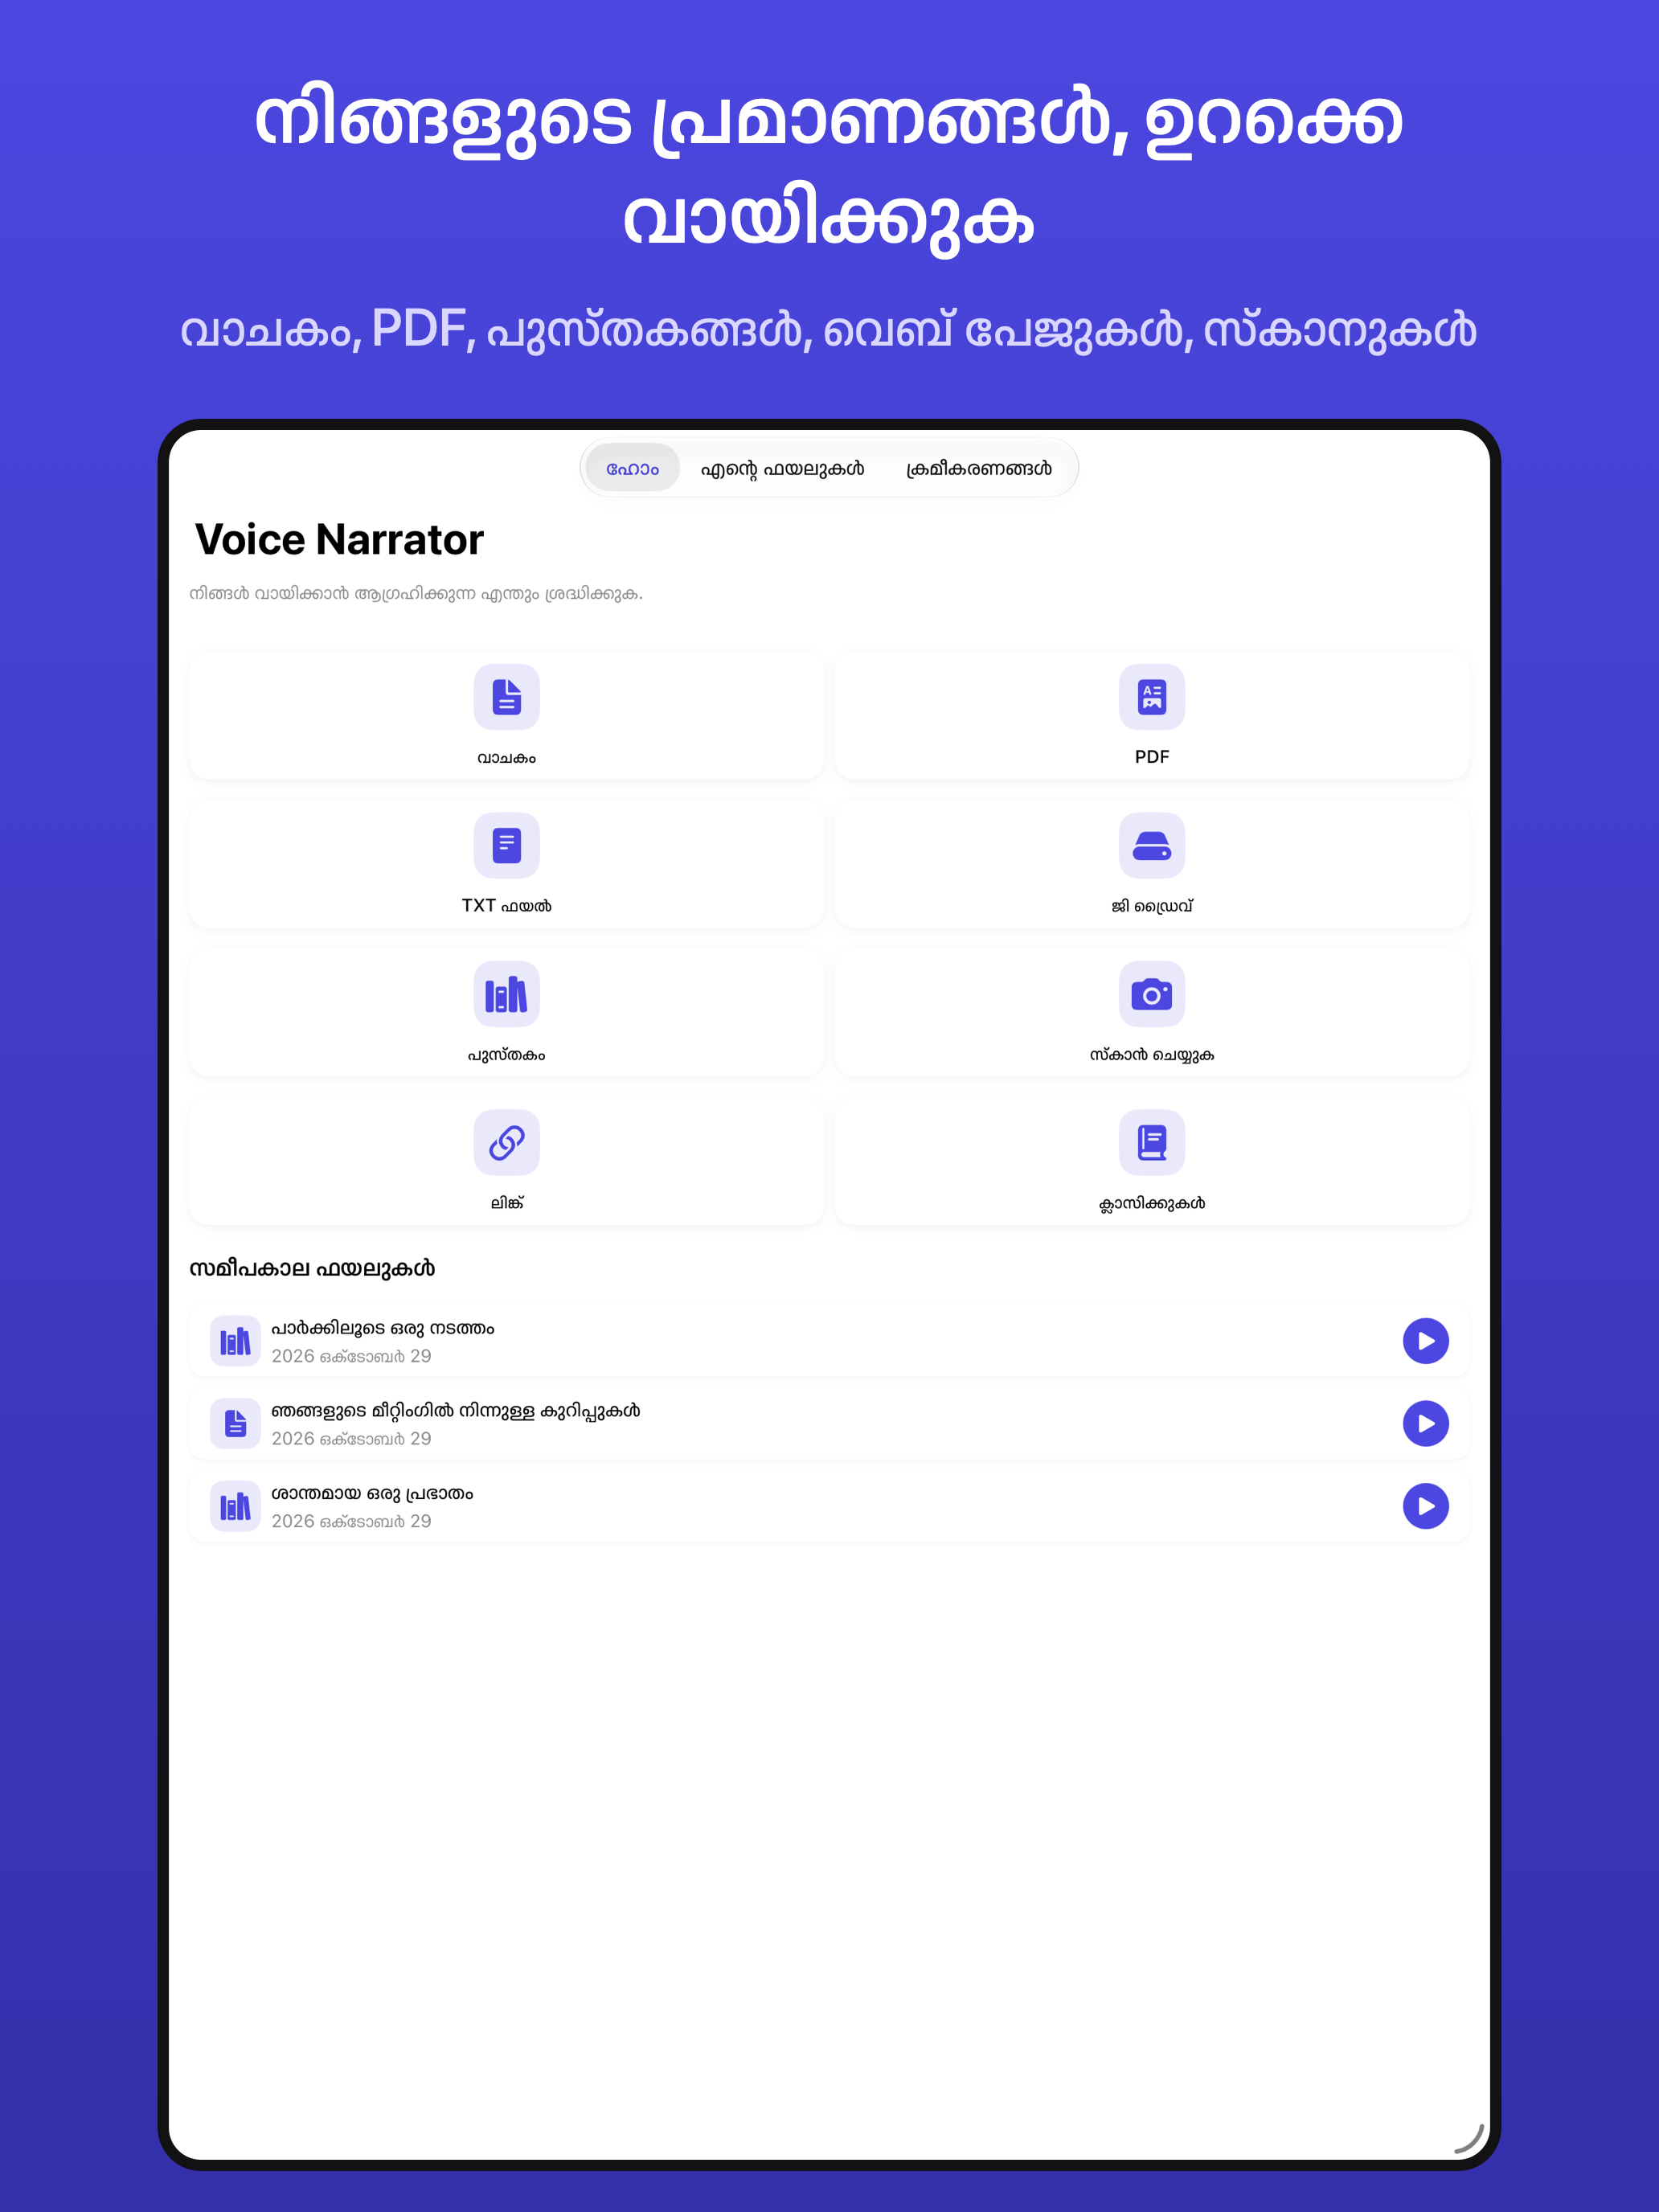 നിങ്ങളുടെ പ്രമാണങ്ങൾ, ഉറക്കെ
വായിക്കുക
വാചകം, PDF, പുസ്തകങ്ങൾ, വെബ് പേജുകൾ, സ്കാനുകൾ
ഹോം എന്റെ ഫയലുകൾ ക്രമീകരണങ്ങൾ
Voice Narrator
നിങ്ങൾ വായിക്കാൻ ആഗ്രഹിക്കുന്ന എന്തും ശ്രദ്ധിക്കുക.
വാചകം PDF
TXT ഫയൽ ജി ഡ്രൈവ്
പുസ്തകം സ്കാൻ ചെയ്യുക
ലിങ്ക് ക്ലാസിക്കുകൾ
സമീപകാല ഫയലുകൾ
പാർക്കിലൂടെ ഒരു നടത്തം
2026 ഒക്ടോബർ 29
ഞങ്ങളുടെ മീറ്റിംഗിൽ നിന്നുള്ള കുറിപ്പുകൾ
2026 ഒക്ടോബർ 29
ശാന്തമായ ഒരു പ്രഭാതം
2026 ഒക്ടോബർ 29